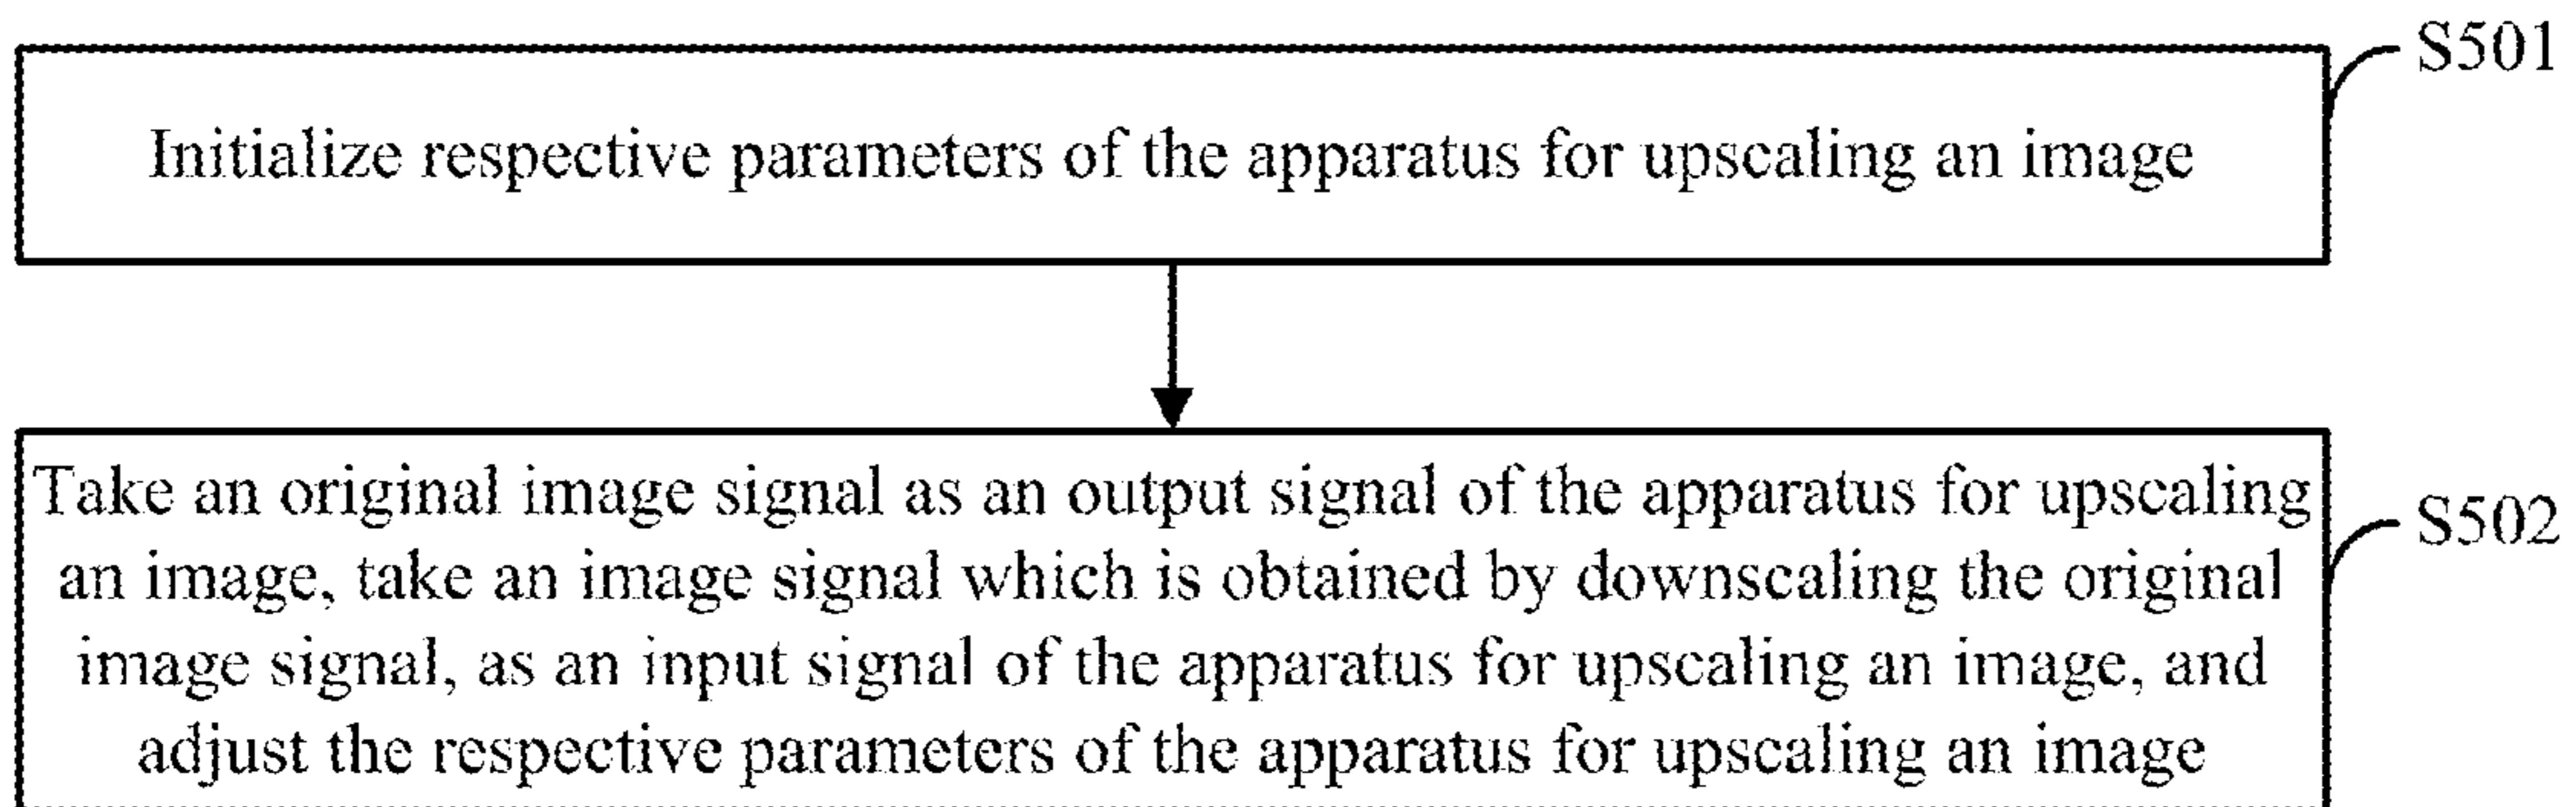 S501
Initialize respective parameters of the apparatus for upscaling an image
Take an original image signal as an output signal of the apparatus for upscaling
S502
an image, take an image signal which is obtained by downscaling the original
image signal, as an input signal of the apparatus for upscaling an image, and
adjust the respective parameters of the apparatus for upscaling an image